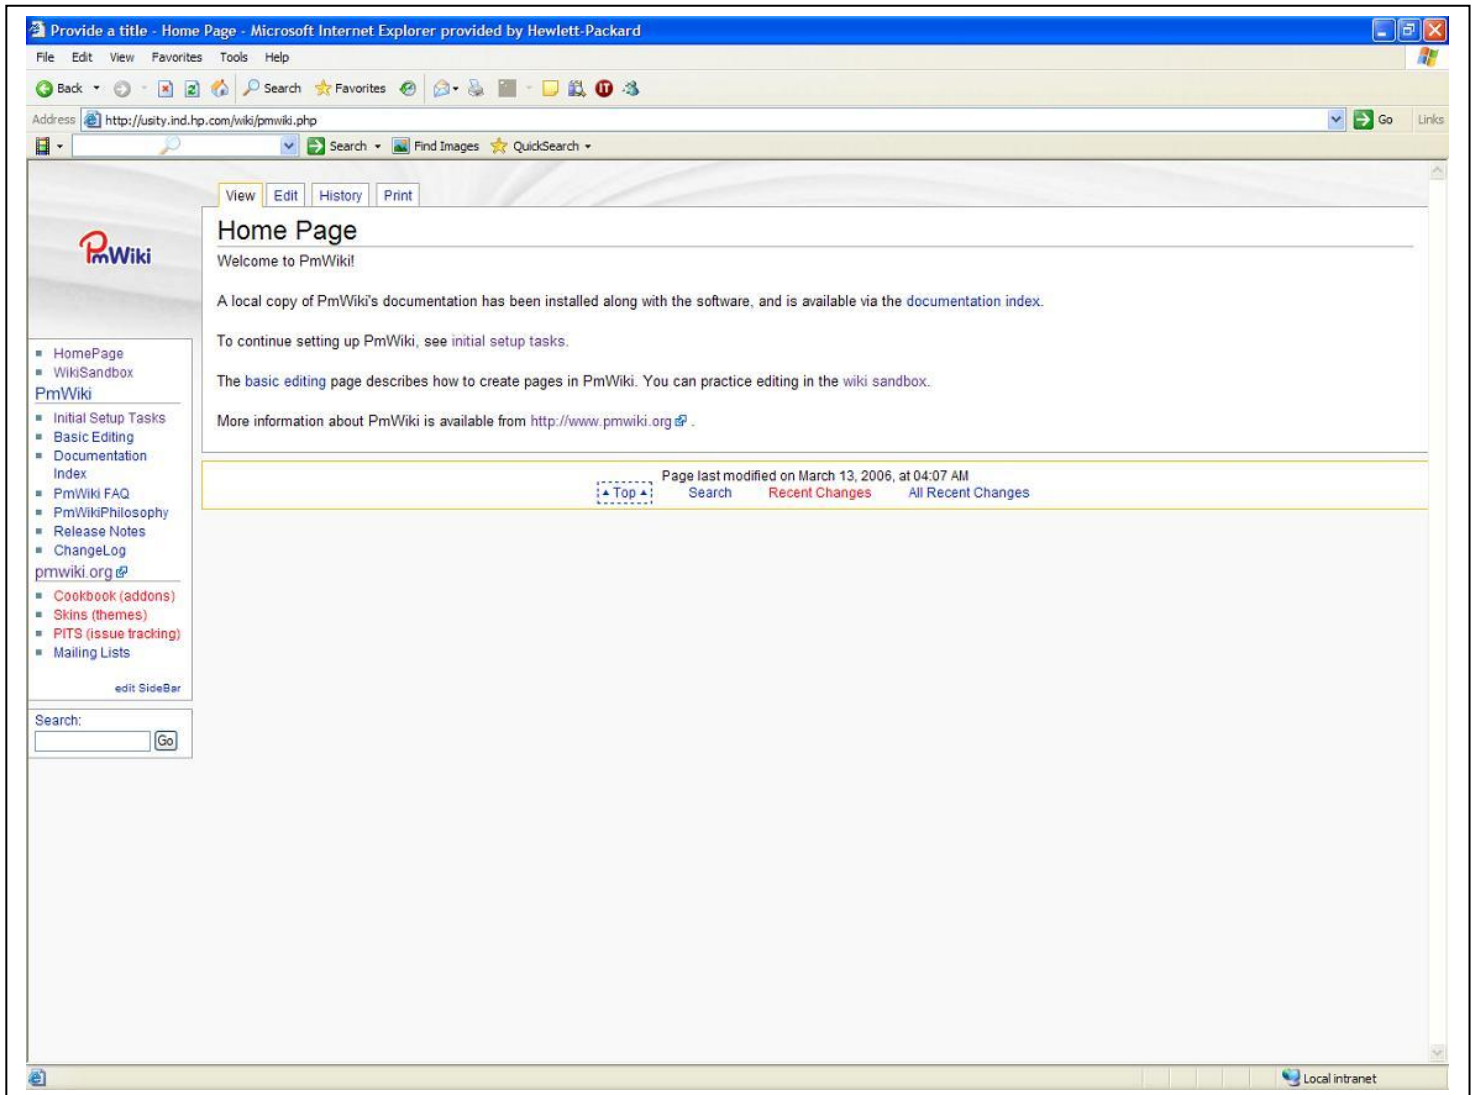 Provide a title - Home Page - Microsoft Internet Explorer provided by Hewlett-Packard
File Edit View Favorites Tools Help
Back Search Favorites
Address http://usity.ind.hp.com/wiki/pmwiki.php Go Links
Search Find Images QuickSearch
View Edit History Print
PmWiki
Home Page
Welcome to PmWiki!
A local copy of PmWiki's documentation has been installed along with the software, and is available via the documentation index.
To continue setting up PmWiki, see initial setup tasks.
The basic editing page describes how to create pages in PmWiki. You can practice editing in the wiki sandbox.
More information about PmWiki is available from http://www.pmwiki.org .
Page last modified on March 13, 2006, at 04:07 AM
Top Search Recent Changes All Recent Changes
HomePage
WikiSandbox
PmWiki
Initial Setup Tasks
Basic Editing
Documentation
Index
PmWiki FAQ
PmWikiPhilosophy
Release Notes
ChangeLog
pmwiki.org
Cookbook (addons)
Skins (themes)
PITS (issue tracking)
Mailing Lists
edit SideBar
Search:
Go
Local intranet